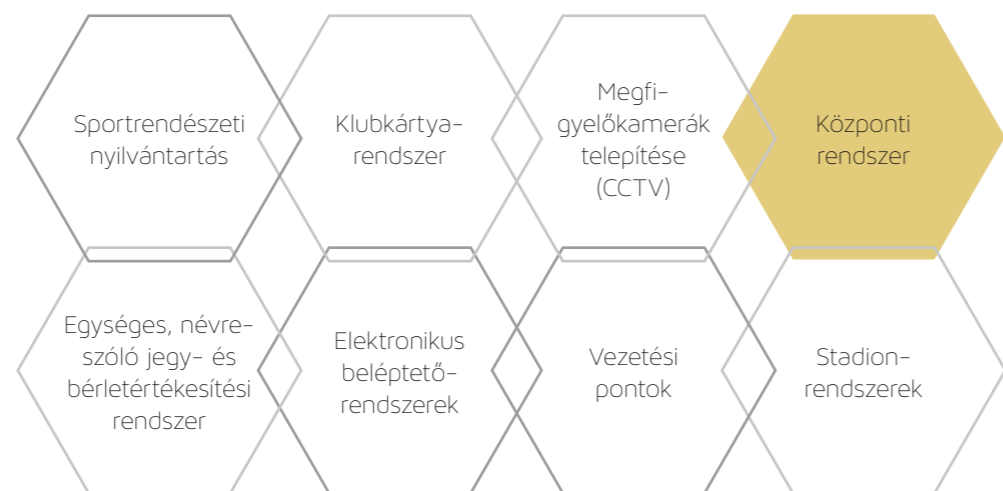 Sportrendészeti
nyilvántartás
Klubkártya-
rendszer
Megfi-
gyelőkamerák
telepítése
(CCTV)
Központi
rendszer
Egységes, névre-
szóló jegy- és
bérletértékesítési
rendszer
Elektronikus
beléptető-
rendszerek
Vezetési
pontok
Stadion-
rendszerek